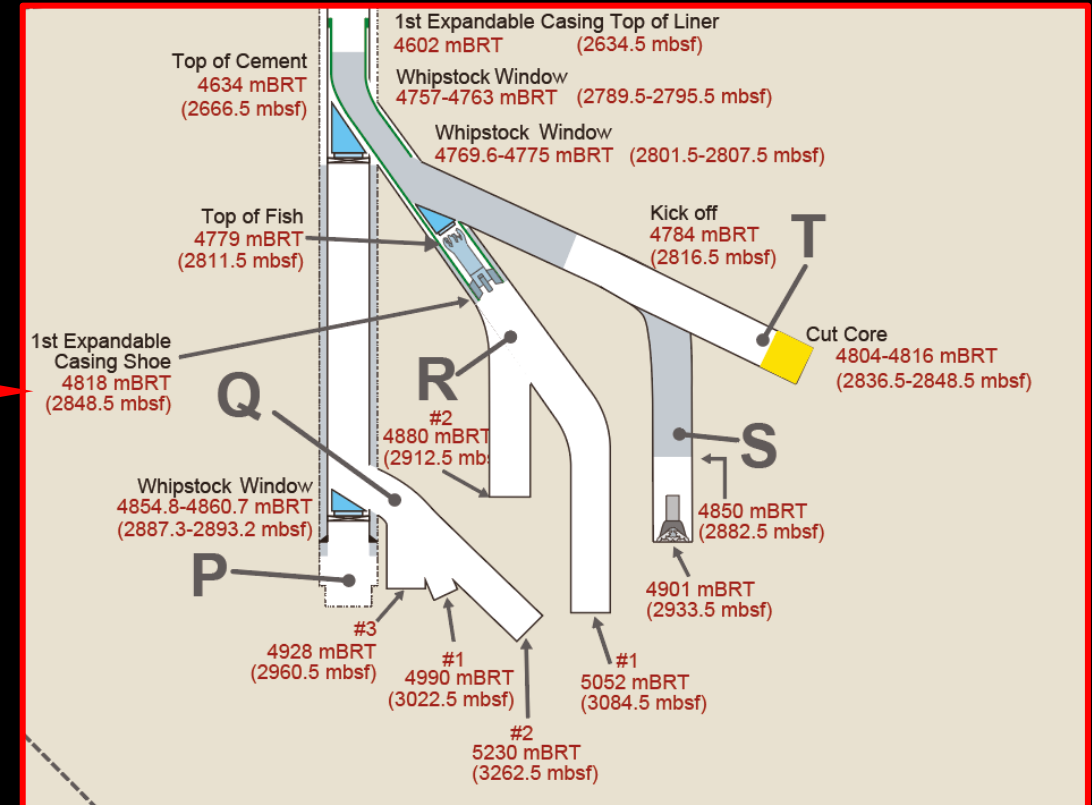 1st Expandable Casing Top of Liner
4602 mBRT (2634.5 mbsf)
Top of Cement
4634 mBRT
(2666.5 mbsf)
Whipstock Window
4757-4763 mBRT (2789.5-2795.5 mbsf)
Whipstock Window
4769.6-4775 mBRT (2801.5-2807.5 mbsf)
Top of Fish
4779 mBRT
(2811.5 mbsf)
Kick off
4784 mBRT
(2816.5 mbsf)
T
1st Expandable
Casing Shoe
4818 mBRT
(2848.5 mbsf)
Cut Core
4804-4816 mBRT
(2836.5-2848.5 mbsf)
Q
R
#2
4880 mBRT
(2912.5 mbs
S
Whipstock Window
4854.8-4860.7 mBRT
(2887.3-2893.2 mbsf)
4850 mBRT
(2882.5 mbsf)
P
4901 mBRT
(2933.5 mbsf)
#3
4928 mBRT
(2960.5 mbsf)
#1
4990 mBRT
(3022.5 mbsf)
#1
5052 mBRT
(3084.5 mbsf)
#2
5230 mBRT
(3262.5 mbsf)